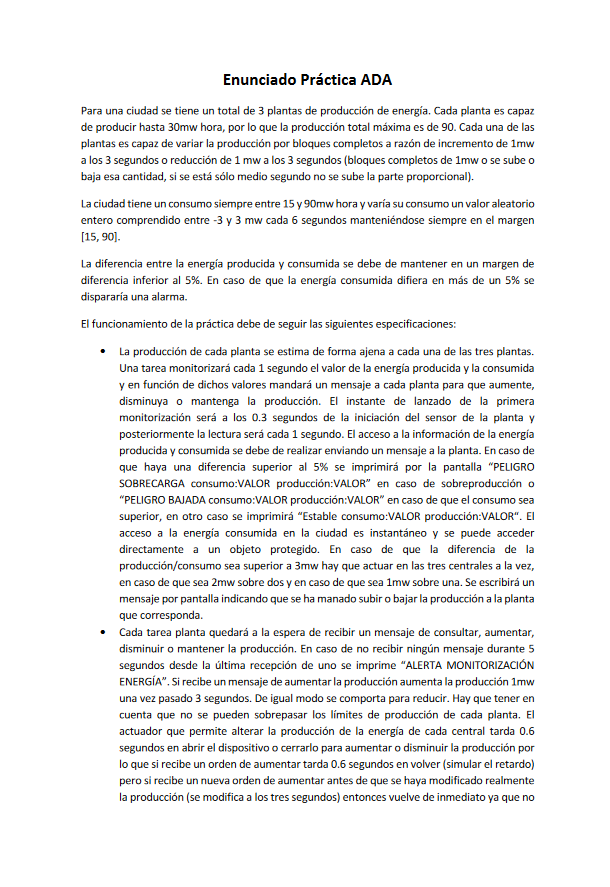 Enunciado Práctica ADA
Para una ciudad se tiene un total de 3 plantas de producción de energía. Cada planta es capaz
de producir hasta 30mw hora, por lo que la producción total máxima es de 90. Cada una de las
plantas es capaz de variar la producción por bloques completos a razón de incremento de 1mw
a los 3 segundos o reducción de 1 mw a los 3 segundos (bloques completos de 1mw o se sube o
baja esa cantidad, si se está sólo medio segundo no se sube la parte proporcional).
La ciudad tiene un consumo siempre entre 15 y 90mw hora y varía su consumo un valor aleatorio
entero comprendido entre -3 y 3 mw cada 6 segundos manteniéndose siempre en el margen
[15, 90].
La diferencia entre la energía producida y consumida se debe de mantener en un margen de
diferencia inferior al 5%. En caso de que la energía consumida difiera en más de un 5% se
dispararía una alarma.
El funcionamiento de la práctica debe de seguir las siguientes especificaciones:
• La producción de cada planta se estima de forma ajena a cada una de las tres plantas.
Una tarea monitorizará cada 1 segundo el valor de la energía producida y la consumida
y en función de dichos valores mandará un mensaje a cada planta para que aumente,
disminuya o mantenga la producción. El instante de lanzado de la primera
monitorización será a los 0.3 segundos de la iniciación del sensor de la planta y
posteriormente la lectura será cada 1 segundo. El acceso a la información de la energía
producida y consumida se debe de realizar enviando un mensaje a la planta. En caso de
que haya una diferencia superior al 5% se imprimirá por la pantalla “PELIGRO
SOBRECARGA consumo:VALOR producción:VALOR” en caso de sobreproducción o
“PELIGRO BAJADA consumo:VALOR producción:VALOR” en caso de que el consumo sea
superior, en otro caso se imprimirá “Estable consumo:VALOR producción:VALOR“. El
acceso a la energía consumida en la ciudad es instantáneo y se puede acceder
directamente a un objeto protegido. En caso de que la diferencia de la
producción/consumo sea superior a 3mw hay que actuar en las tres centrales a la vez,
en caso de que sea 2mw sobre dos y en caso de que sea 1mw sobre una. Se escribirá un
mensaje por pantalla indicando que se ha manado subir o bajar la producción a la planta
que corresponda.
• Cada tarea planta quedará a la espera de recibir un mensaje de consultar, aumentar,
disminuir o mantener la producción. En caso de no recibir ningún mensaje durante 5
segundos desde la última recepción de uno se imprime “ALERTA MONITORIZACIÓN
ENERGÍA”. Si recibe un mensaje de aumentar la producción aumenta la producción 1mw
una vez pasado 3 segundos. De igual modo se comporta para reducir. Hay que tener en
cuenta que no se pueden sobrepasar los límites de producción de cada planta. El
actuador que permite alterar la producción de la energía de cada central tarda 0.6
segundos en abrir el dispositivo o cerrarlo para aumentar o disminuir la producción por
lo que si recibe un orden de aumentar tarda 0.6 segundos en volver (simular el retardo)
pero si recibe un nueva orden de aumentar antes de que se haya modificado realmente
la producción (se modifica a los tres segundos) entonces vuelve de inmediato ya que no